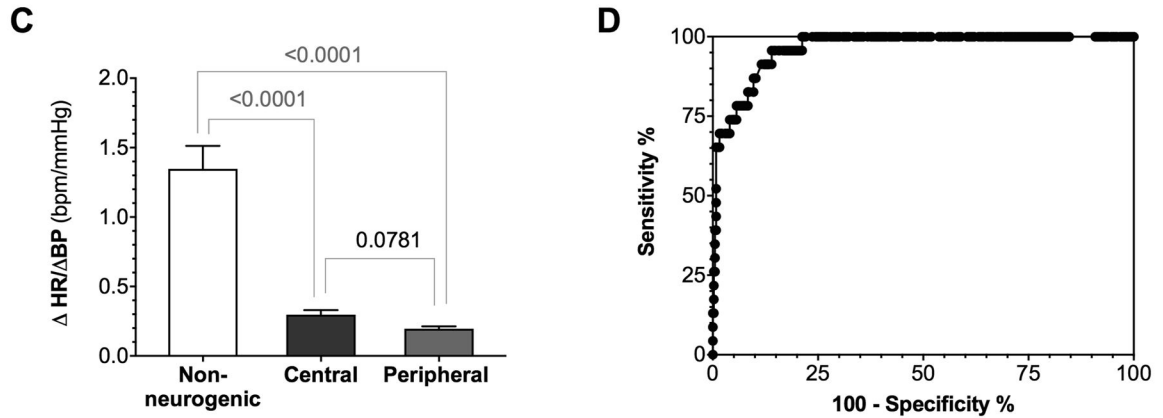 C
Δ HR/ΔBP (bpm/mmHg)
2.0
1.5
1.0
0.5
0.0
<0.0001
<0.0001
0.0781
Non-
neurogenic
Central
Peripheral
D
Sensitivity %
100
75
50
25
0
0
25
50
75
100
100 - Specificity %